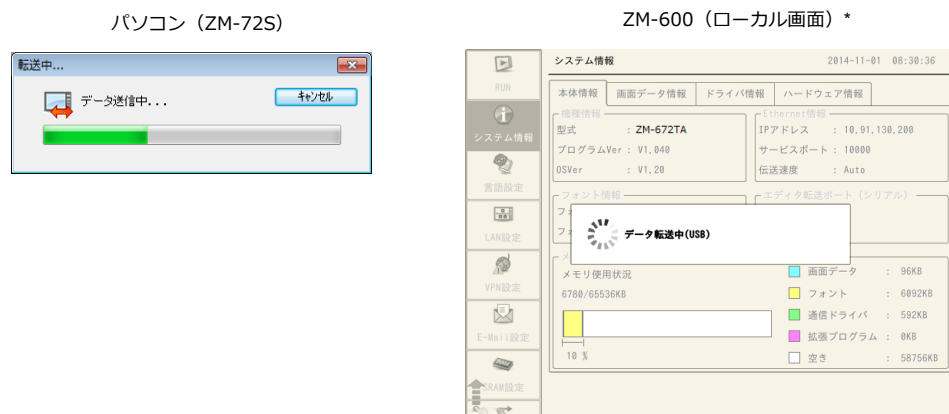 パソコン（ZM-72S）
転送中...
データ送信中...
キャンセル
ZM-600（ローカル画面）*
RUN
システム情報
言語設定
LAN設定
VPN設定
E-Mail設定
SRAM設定
システム情報 2014-11-01 08:30:36
本体情報 画面データ情報 ドライバ情報 ハードウェア情報
機種情報
型式 : ZM-672TA
プログラムVer : V1.040
OSVer : V1.20
Ethernet情報
IPアドレス : 10.91.130.200
サービスポート : 10000
伝送速度 : Auto
フォント情報
エディタ転送ポート（シリアル）
データ転送中(USB)
メモリ使用状況
6780/65536KB
10 %
画面データ : 96KB
フォント : 6092KB
通信ドライバ : 592KB
拡張プログラム : 0KB
空き : 58756KB